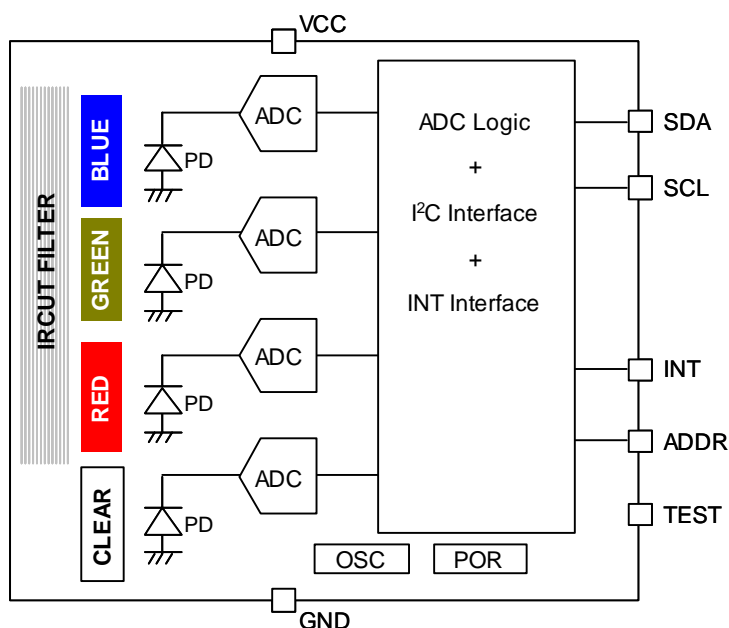 VCC
IRCUT FILTER
BLUE
GREEN
RED
CLEAR
ADC
PD
ADC
PD
ADC
PD
ADC
PD
ADC Logic
+
I²C Interface
+
INT Interface
SDA
SCL
INT
ADDR
TEST
OSC
POR
GND